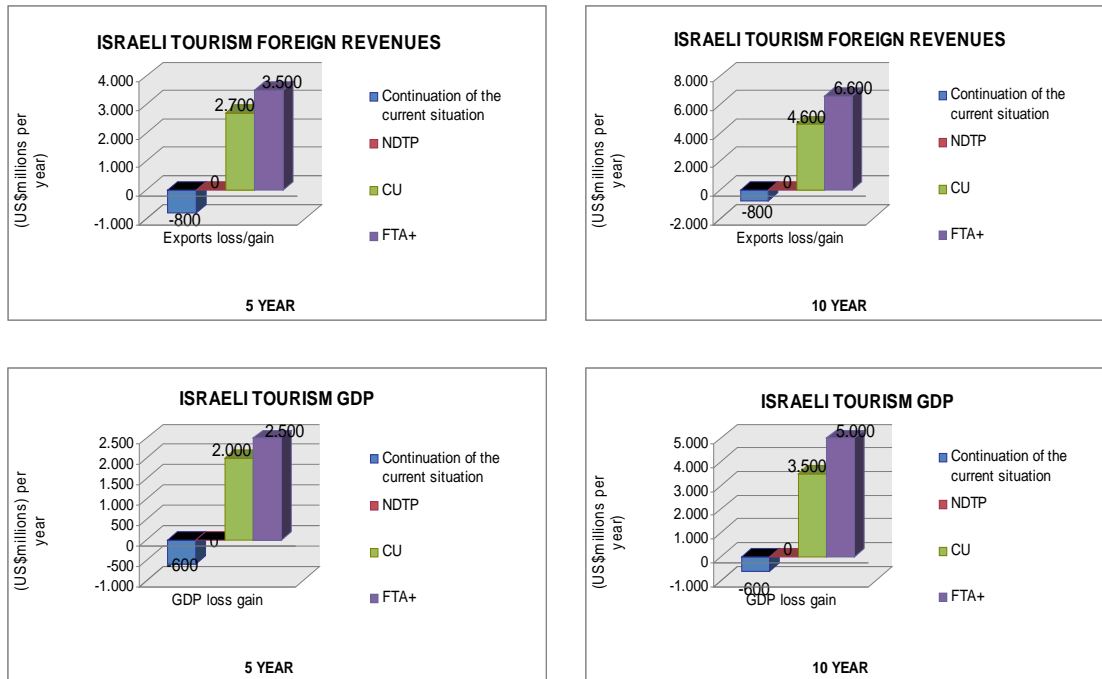 ISRAELI TOURISM FOREIGN REVENUES
4.000
3.000
2.000
1.000
0
-1.000
(US$millions per
year)
3.500
2.700
0
-800
Exports loss/gain
Continuation of the
current situation
NDTP
CU
FTA+
5 YEAR
ISRAELI TOURISM FOREIGN REVENUES
8.000
6.000
4.000
2.000
0
-2.000
(US$millions per
year)
6.600
4.600
0
-800
Exports loss/gain
Continuation of the
current situation
NDTP
CU
FTA+
10 YEAR
ISRAELI TOURISM GDP
2.500
2.000
1.500
1.000
500
0
-500
-1.000
(US$millions) per
year
2.500
2.000
0
-600
GDP loss gain
Continuation of the
current situation
NDTP
CU
FTA+
5 YEAR
ISRAELI TOURISM GDP
5.000
4.000
3.000
2.000
1.000
0
-1.000
(US$millions per
year)
5.000
3.500
0
-600
GDP loss/gain
Continuation of the
current situation
NDTP
CU
FTA+
10 YEAR